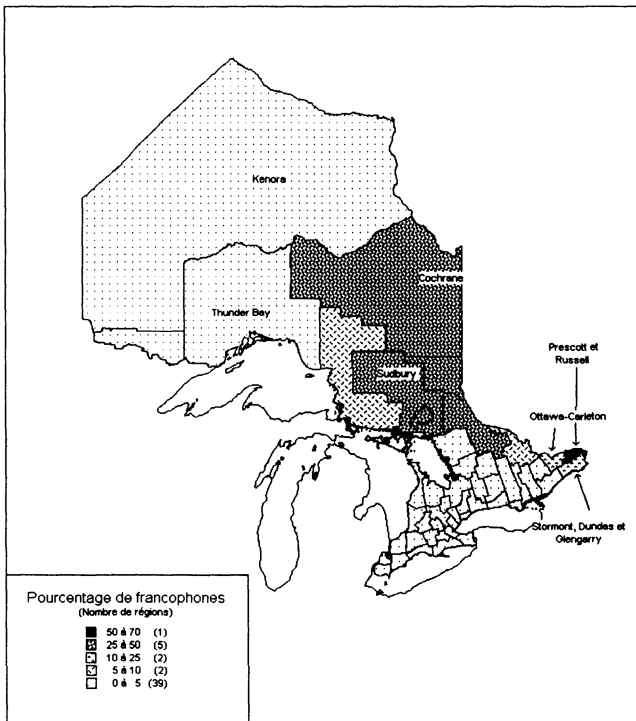 Kenora
Cochrane
Thunder Bay
Prescott et
Russell
Sudbury
Ottawa-Carleton
Stormont, Dundas et
Glengarry
Pourcentage de francophones
(Nombre de régions)
50 à 70 (1)
25 à 50 (5)
10 à 25 (2)
5 à 10 (2)
0 à 5 (39)